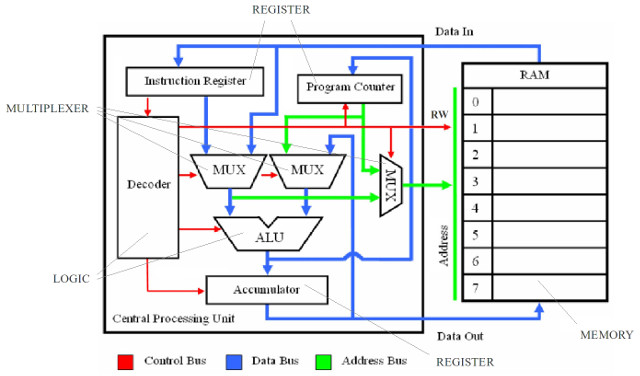 REGISTER
Data In
Instruction Register
Program Counter
RAM
MULTIPLEXER
RW
0
1
2
3
4
5
6
7
Decoder
MUX
MUX
MUX
ALU
Address
LOGIC
Accumulator
Central Processing Unit
Data Out
MEMORY
REGISTER
Control Bus
Data Bus
Address Bus